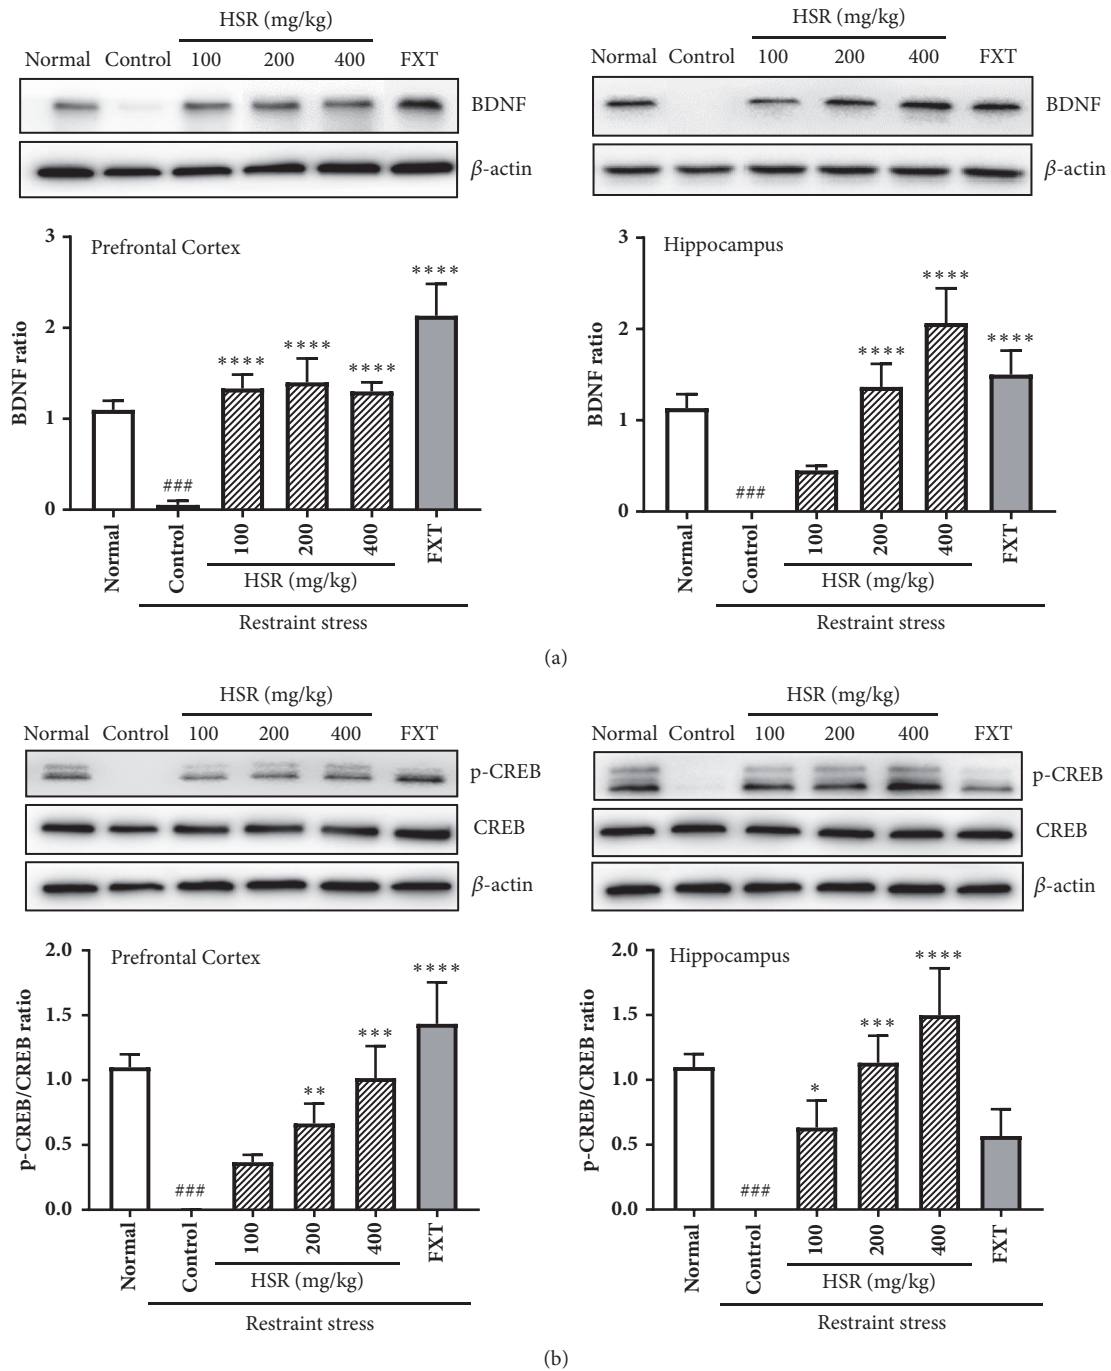 HSR (mg/kg)
Normal Control 100 200 400 FXT
BDNF
β-actin
HSR (mg/kg)
Normal Control 100 200 400 FXT
BDNF
β-actin
Prefrontal Cortex
BDNF ratio
3
2
1
0
###
****
****
****
****
Normal
Control
100
200
400
FXT
HSR (mg/kg)
Restraint stress
Hippocampus
BDNF ratio
3
2
1
0
###
****
****
****
Normal
Control
100
200
400
FXT
HSR (mg/kg)
Restraint stress
(a)
HSR (mg/kg)
Normal Control 100 200 400 FXT
p-CREB
CREB
β-actin
HSR (mg/kg)
Normal Control 100 200 400 FXT
p-CREB
CREB
β-actin
Prefrontal Cortex
p-CREB/CREB ratio
2.0
1.5
1.0
0.5
0.0
###
**
***
****
Normal
Control
100
200
400
FXT
HSR (mg/kg)
Restraint stress
Hippocampus
p-CREB/CREB ratio
2.0
1.5
1.0
0.5
0.0
###
*
***
****
Normal
Control
100
200
400
FXT
HSR (mg/kg)
Restraint stress
(b)